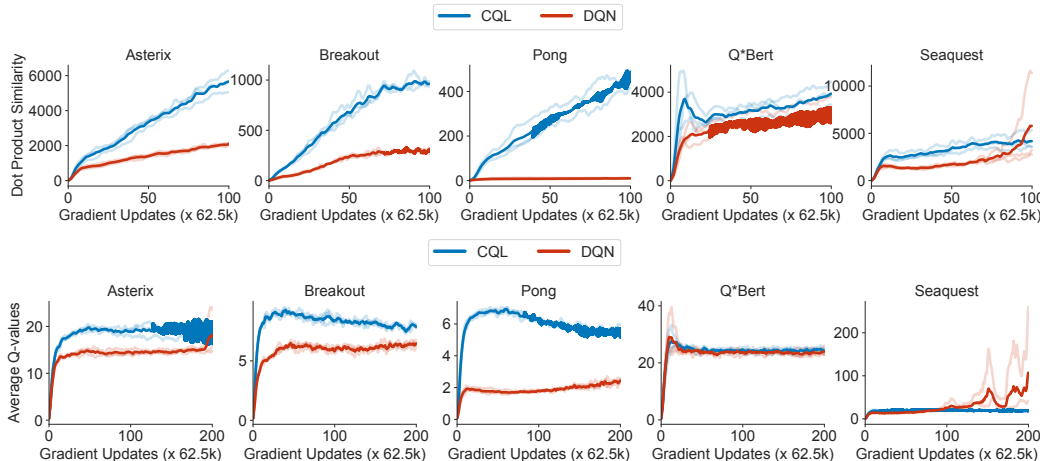 CQL DQN
Asterix Breakout Pong Q*Bert Seaquest
Dot Product Similarity
6000 4000 2000 0
1000 500 0
400 200 0
4000 2000 0
10000 5000 0
0 50 100 0 50 100 0 50 100 0 50 100 0 50 100
Gradient Updates (x 62.5k) Gradient Updates (x 62.5k) Gradient Updates (x 62.5k) Gradient Updates (x 62.5k) Gradient Updates (x 62.5k)
CQL DQN
Asterix Breakout Pong Q*Bert Seaquest
Average Q-values
20 10 0
5 0
6 4 2 0
40 20 0
200 100 0
0 100 200 0 100 200 0 100 200 0 100 200 0 100 200
Gradient Updates (x 62.5k) Gradient Updates (x 62.5k) Gradient Updates (x 62.5k) Gradient Updates (x 62.5k) Gradient Updates (x 62.5k)